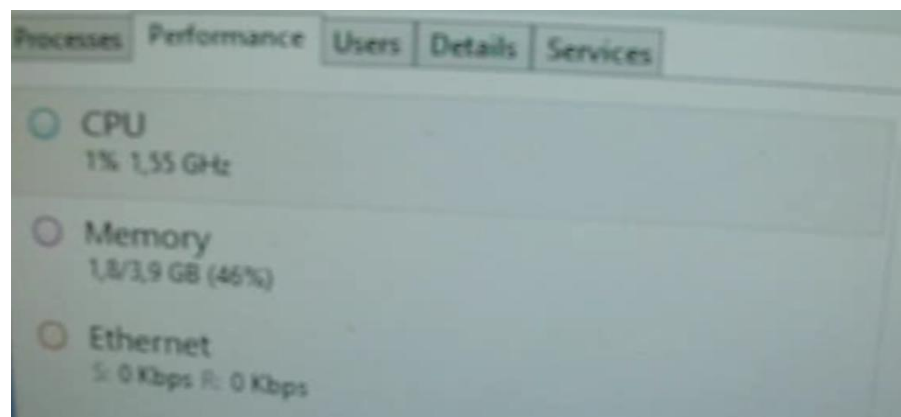 Processes Performance Users Details Services
CPU
1% 1,55 GHz
Memory
1,8/3,9 GB (46%)
Ethernet
S: 0 Kbps R: 0 Kbps